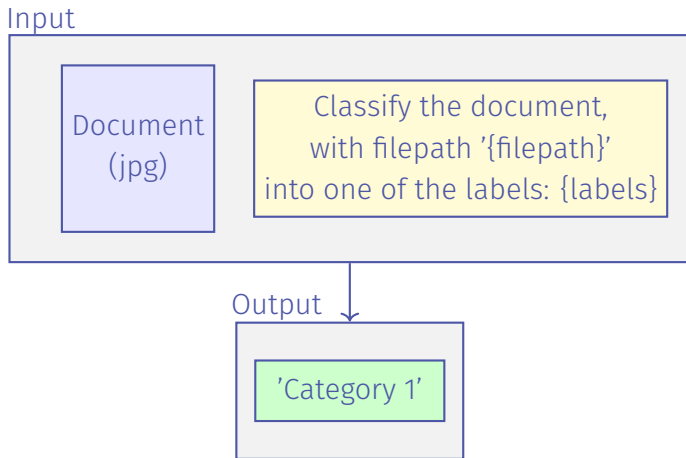 Input
Document
(jpg)
Classify the document,
with filepath ’{filepath}’
into one of the labels: {labels}
Output
’Category 1’